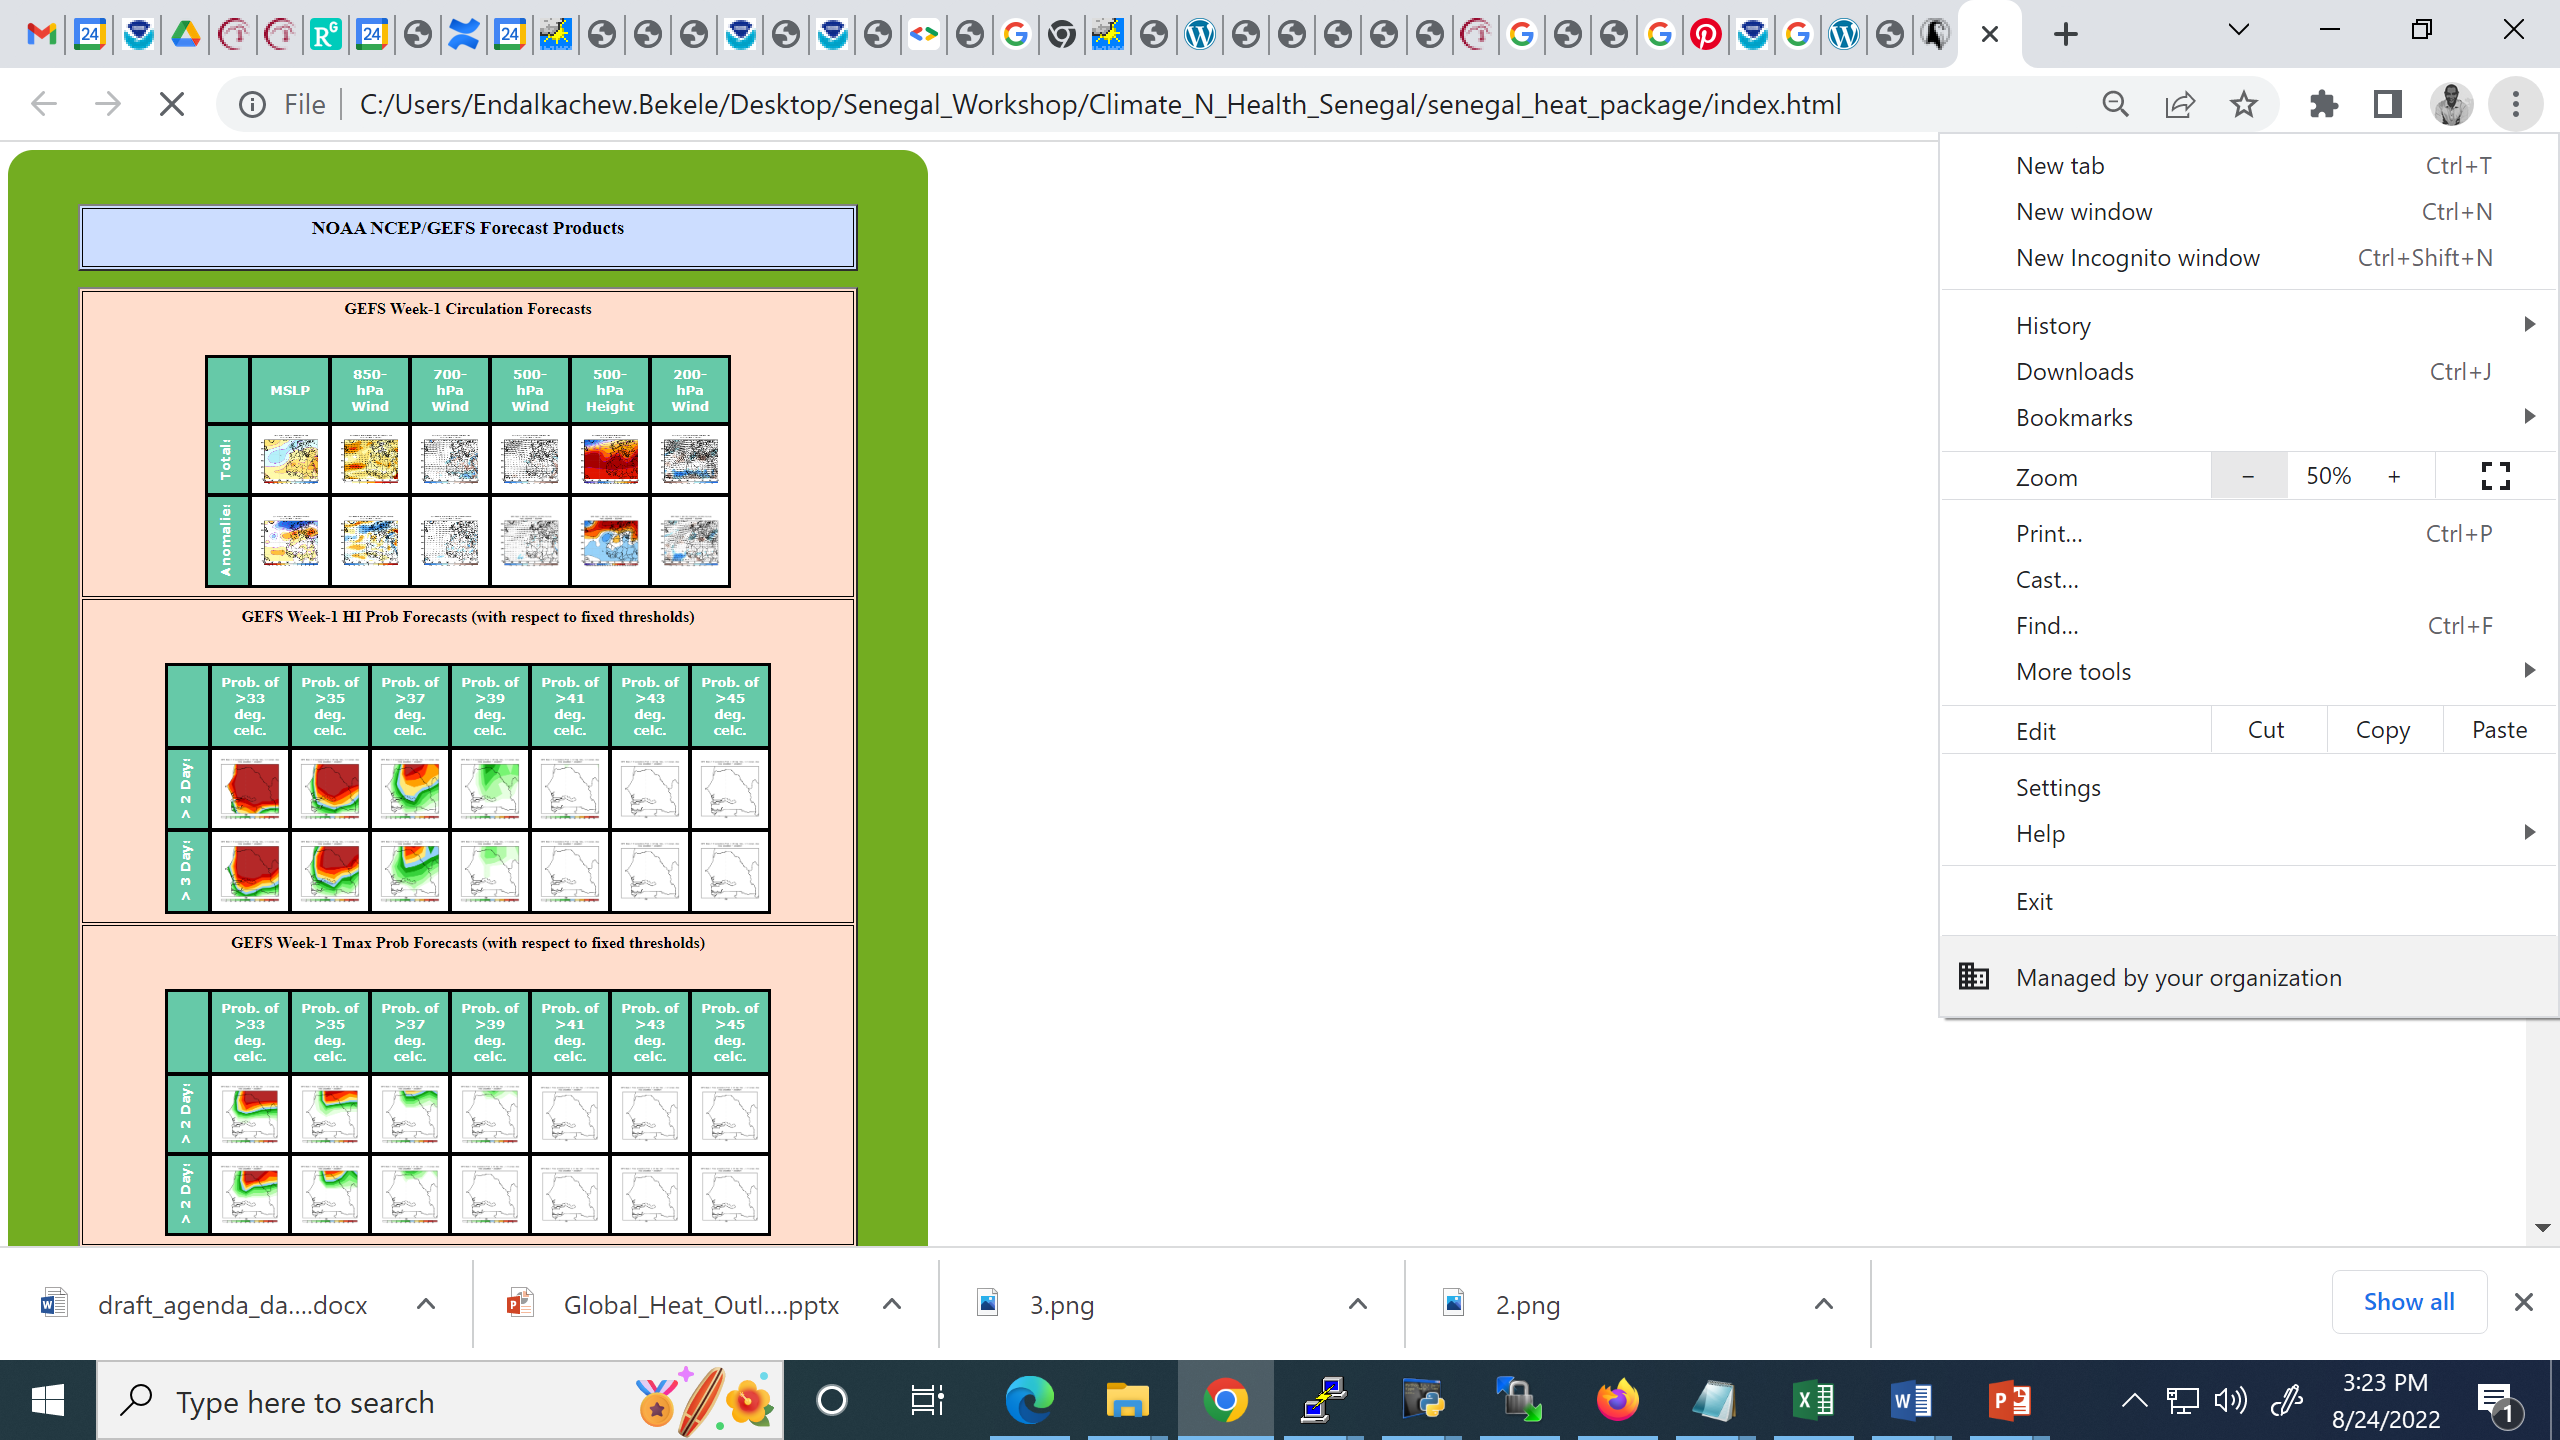 File
C:/Users/Endalkachew.Bekele/Desktop/Senegal_Workshop/Climate_N_Health_Senegal/senegal_heat_package/index.html
NOAA NCEP/GEFS Forecast Products
GEFS Week-1 Circulation Forecasts
MSLP
850-
hPa
Wind
700-
hPa
Wind
500-
hPa
Wind
500-
hPa
Height
200-
hPa
Wind
Total:
Anomalie:
GEFS Week-1 HI Prob Forecasts (with respect to fixed thresholds)
Prob. of
>33
deg.
celc.
Prob. of
>35
deg.
celc.
Prob. of
>37
deg.
celc.
Prob. of
>39
deg.
celc.
Prob. of
>41
deg.
celc.
Prob. of
>43
deg.
celc.
Prob. of
>45
deg.
celc.
> 2 Day:
> 3 Day:
GEFS Week-1 Tmax Prob Forecasts (with respect to fixed thresholds)
Prob. of
>33
deg.
celc.
Prob. of
>35
deg.
celc.
Prob. of
>37
deg.
celc.
Prob. of
>39
deg.
celc.
Prob. of
>41
deg.
celc.
Prob. of
>43
deg.
celc.
Prob. of
>45
deg.
celc.
> 2 Day:
> 2 Day:
New tab Ctrl+T
New window Ctrl+N
New Incognito window Ctrl+Shift+N
History
Downloads Ctrl+J
Bookmarks
Zoom − 50% +
Print... Ctrl+P
Cast...
Find... Ctrl+F
More tools
Edit Cut Copy Paste
Settings
Help
Exit
Managed by your organization
draft_agenda_da....docx
Global_Heat_Outl....pptx
3.png
2.png
Show all
Type here to search
3:23 PM
8/24/2022
1